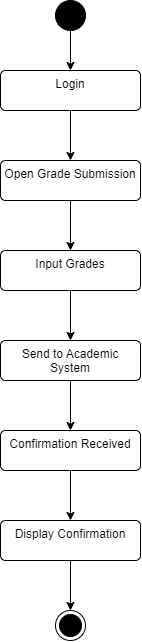 Login
Open Grade Submission
Input Grades
Send to Academic
System
Confirmation Received
Display Confirmation